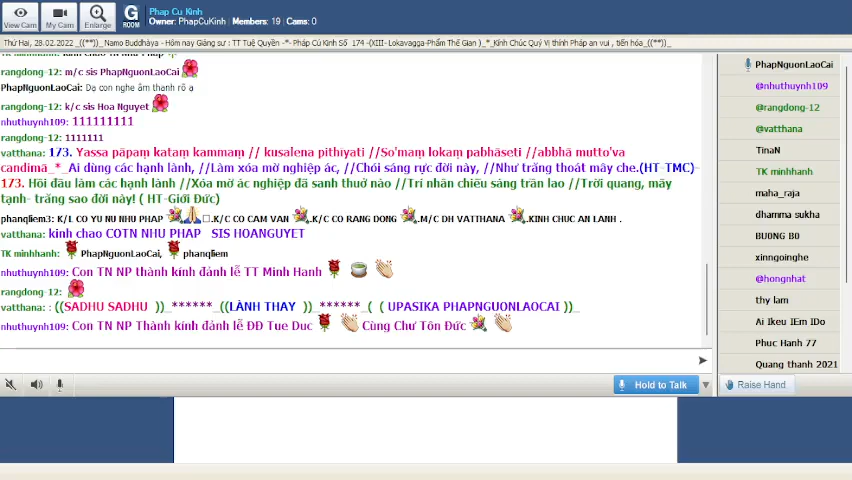 View Cam
My Cam
Enlarge
G
ROOM
Phap Cu Kinh
Owner: PhapCuKinh | Members: 19 | Cams: 0
Thứ Hai, 28.02.2022 _((**))_ Namo Buddhàya - Hôm nay Giảng sư : TT Tuệ Quyền -*- Pháp Cú Kinh Số 174 -(XIII- Lokavagga-Phẩm Thế Gian )_*_Kính Chúc Quý Vị thính Pháp an vui , tiến hóa_((**))_
rangdong-12: m/c sis PhapNguonLaoCai
PhapNguonLaoCai: Dạ con nghe âm thanh rõ ạ
rangdong-12: k/c sis Hoa Nguyet
nhuthuynh109: 111111111
rangdong-12: 1111111
vatthana: 173. Yassa pāpaṃ kataṃ kammaṃ // kusalena pithīyati //So'maṃ lokaṃ pabhāseti //abbhā mutto'va
candimā_*_Ai dùng các hạnh lành, //Làm xóa mờ nghiệp ác, //Chói sáng rực đời này, //Như trăng thoát mây che.(HT-TMC)-
173. Hồi đầu làm các hạnh lành //Xóa mờ ác nghiệp đã sanh thuở nào //Trí nhân chiếu sáng trần lao //Trời quang, mây
tạnh- trăng sao đời này! ( HT-Giới Đức)
phanqliem3: K/L CO YU NU NHU PHAP .K/C CO CAM VAN .K/C CO RANG DONG .M/C DH VATTHANA .KINH CHUC AN LANH .
vatthana: kinh chao COTN NHU PHAP SIS HOANGUYET
TK minhhanh: PhapNguonLaoCai, phanqliem
nhuthuynh109: Con TN NP thành kính đảnh lễ TT Minh Hanh
rangdong-12:
vatthana: : ((SADHU SADHU ))_******_((LÀNH THAY ))_******_( ( UPASIKA PHAPNGUONLAOCAI ))_
nhuthuynh109: Con TN NP Thành kính đảnh lễ ĐĐ Tue Duc Cùng Chư Tôn Đức
Hold to Talk
PhapNguonLaoCai
@nhuthuynh109
@rangdong-12
@vatthana
TinaN
TK minhhanh
maha_raja
dhamma sukha
BU0NG B0
xinngoinghe
@hongnhat
thy lam
Ai lkeu IEm IDo
Phuc Hanh 77
Quang thanh 2021
Raise Hand